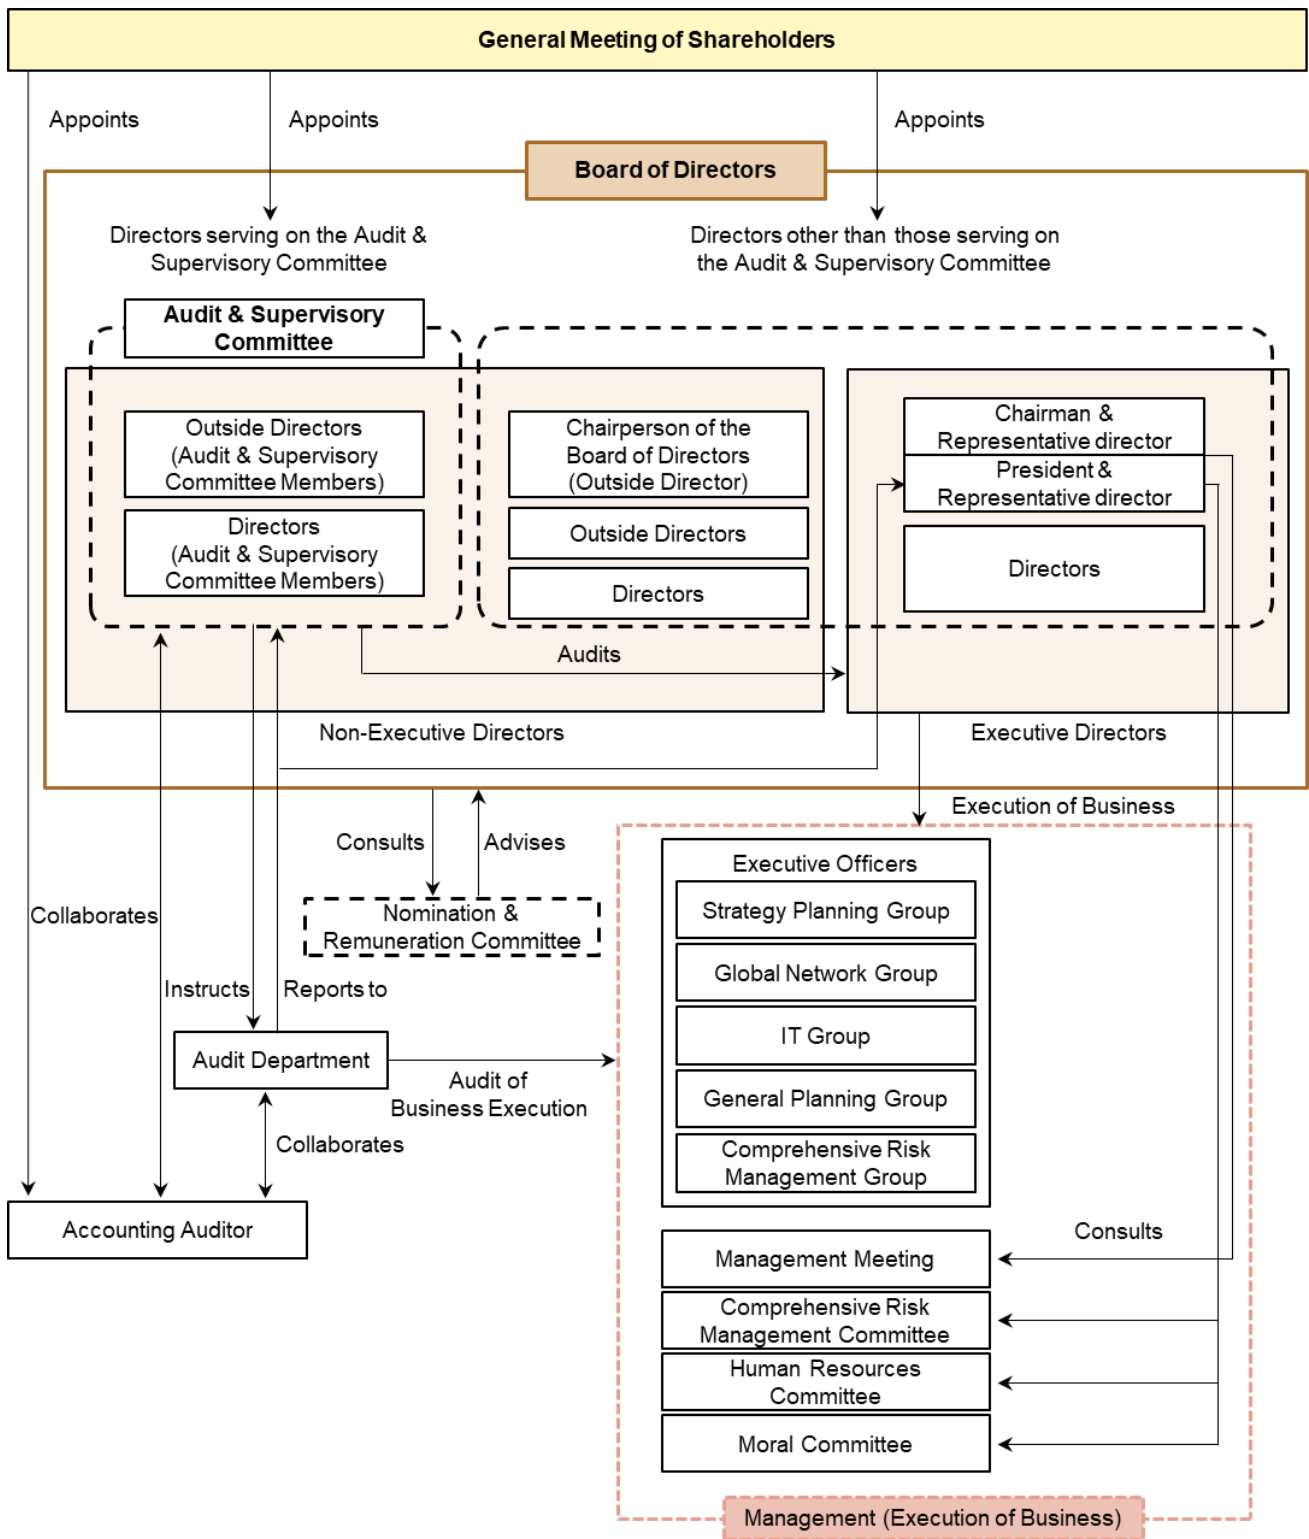 General Meeting of Shareholders
Appoints
Appoints
Appoints
Board of Directors
Directors serving on the Audit &
Supervisory Committee
Directors other than those serving on
the Audit & Supervisory Committee
Audit & Supervisory
Committee
Outside Directors
(Audit & Supervisory
Committee Members)
Directors
(Audit & Supervisory
Committee Members)
Chairperson of the
Board of Directors
(Outside Director)
Outside Directors
Directors
Chairman &
Representative director
President &
Representative director
Directors
Audits
Non-Executive Directors
Executive Directors
Execution of Business
Consults
Advises
Nomination &
Remuneration Committee
Collaborates
Instructs
Reports to
Audit Department
Audit of
Business Execution
Collaborates
Accounting Auditor
Executive Officers
Strategy Planning Group
Global Network Group
IT Group
General Planning Group
Comprehensive Risk
Management Group
Consults
Management Meeting
Comprehensive Risk
Management Committee
Human Resources
Committee
Moral Committee
Management (Execution of Business)